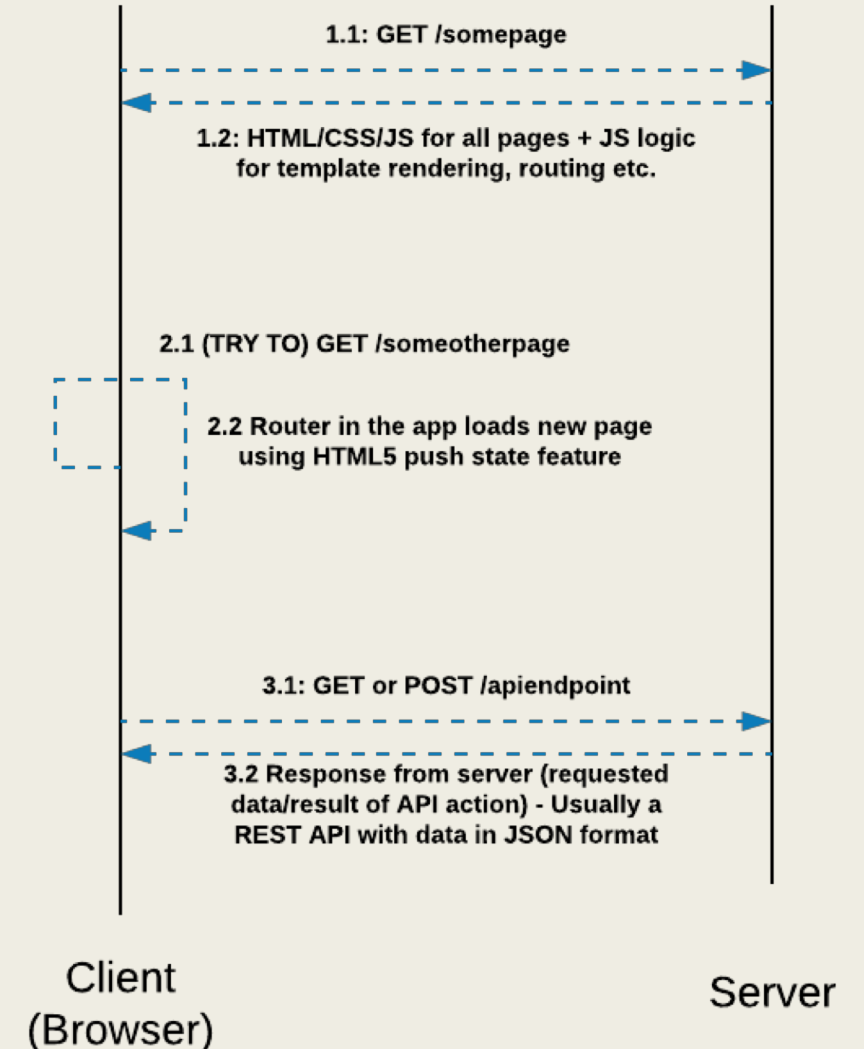 1.1: GET /somepage
1.2: HTML/CSS/JS for all pages + JS logic
for template rendering, routing etc.
2.1 (TRY TO) GET /someotherpage
2.2 Router in the app loads new page
using HTML5 push state feature
3.1: GET or POST /apiendpoint
3.2 Response from server (requested
data/result of API action) - Usually a
REST API with data in JSON format
Client
(Browser)
Server